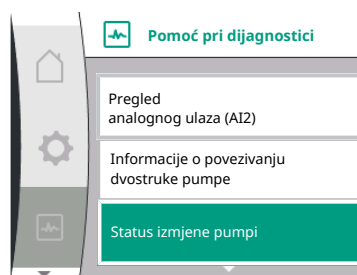 Pomoć pri dijagnostici
Pregled
analognog ulaza (AI2)
Informacije o povezivanju
dvostruke pumpe
Status izmjene pumpi